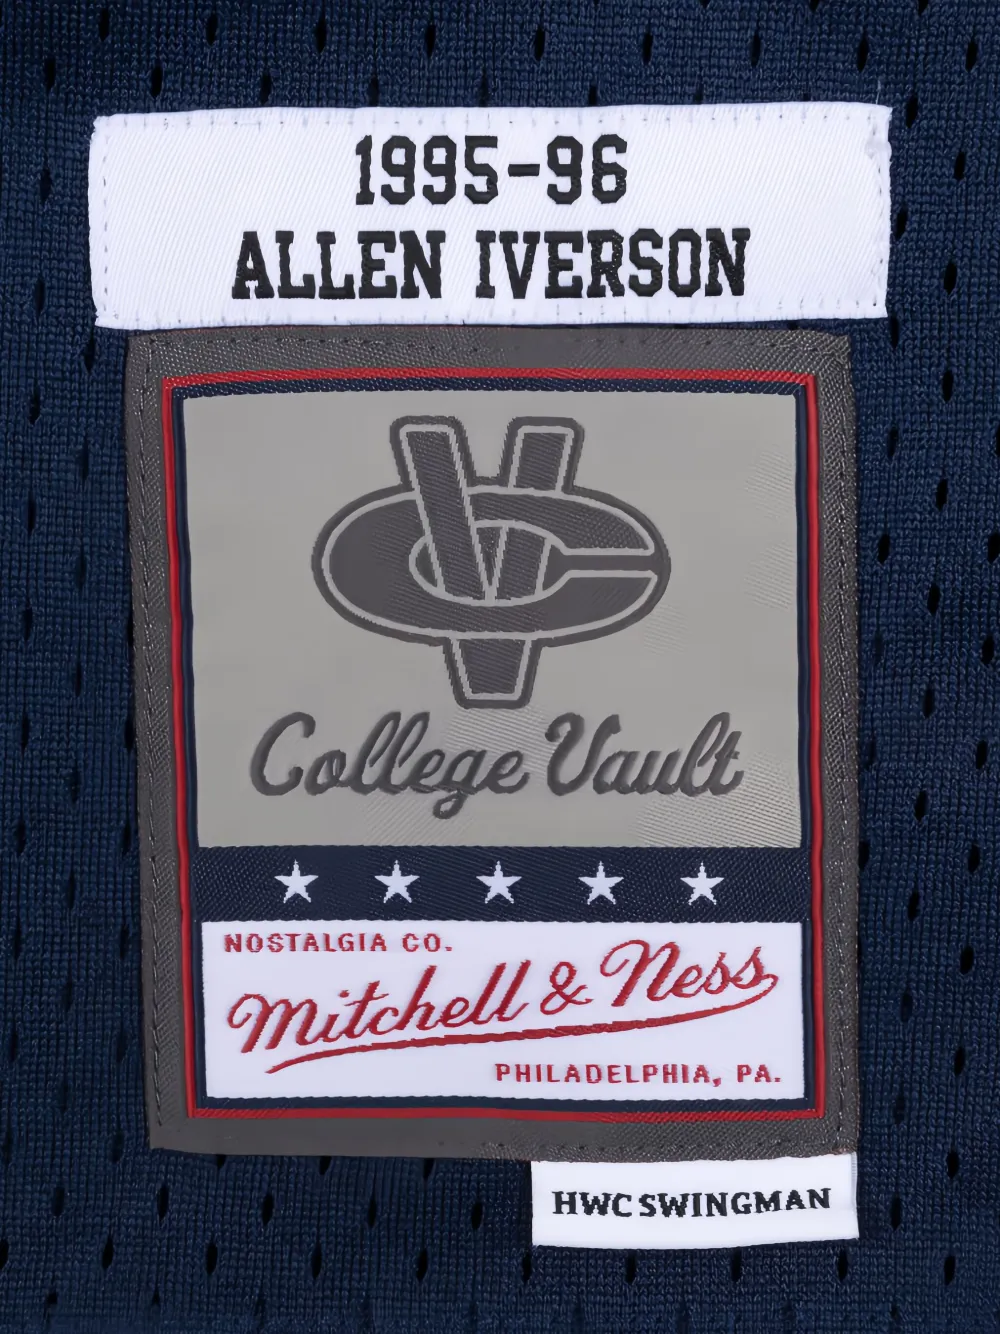 1995-96
ALLEN IVERSON
VC
College Vault
NOSTALGIA CO.
Mitchell & Ness
PHILADELPHIA, PA.
HWC SWINGMAN